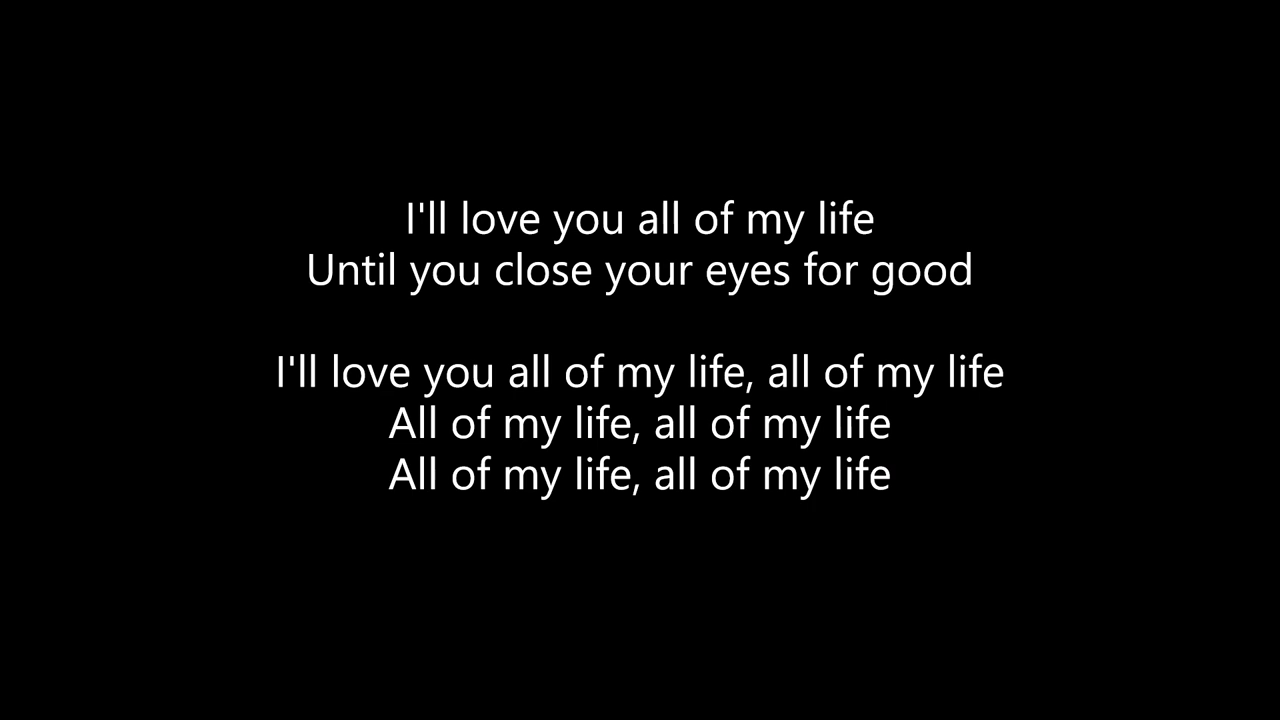 I'll love you all of my life
Until you close your eyes for good
I'll love you all of my life, all of my life
All of my life, all of my life
All of my life, all of my life